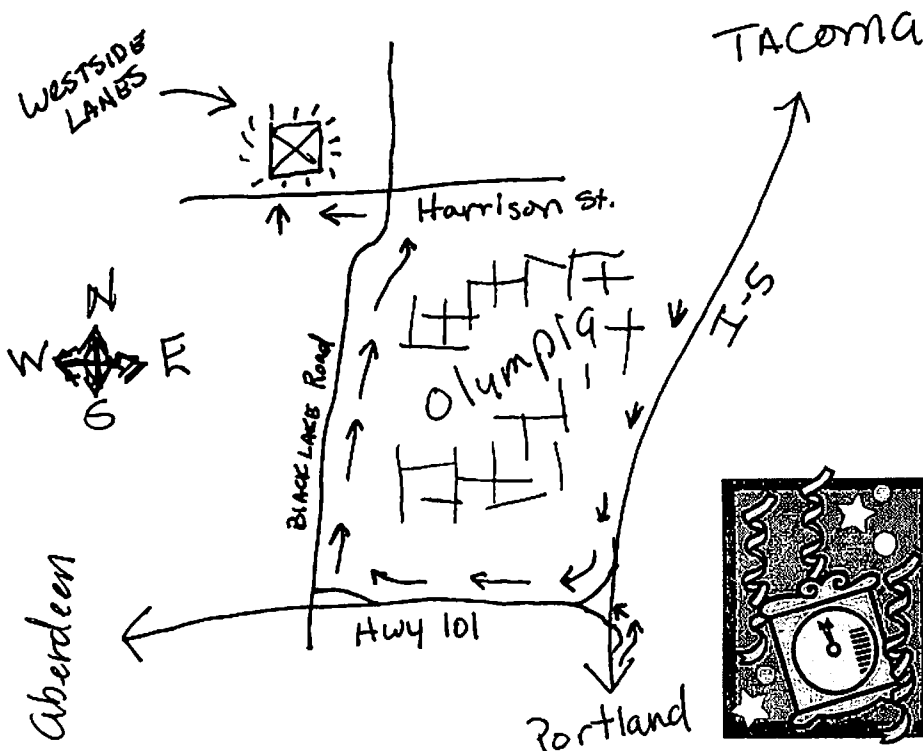 TACOMA
WESTSIDE
LANES
Harrison St.
I-5
N
W E
S
Olympia
BLACK LAKE Road
Hwy 101
Aberdeen
Portland